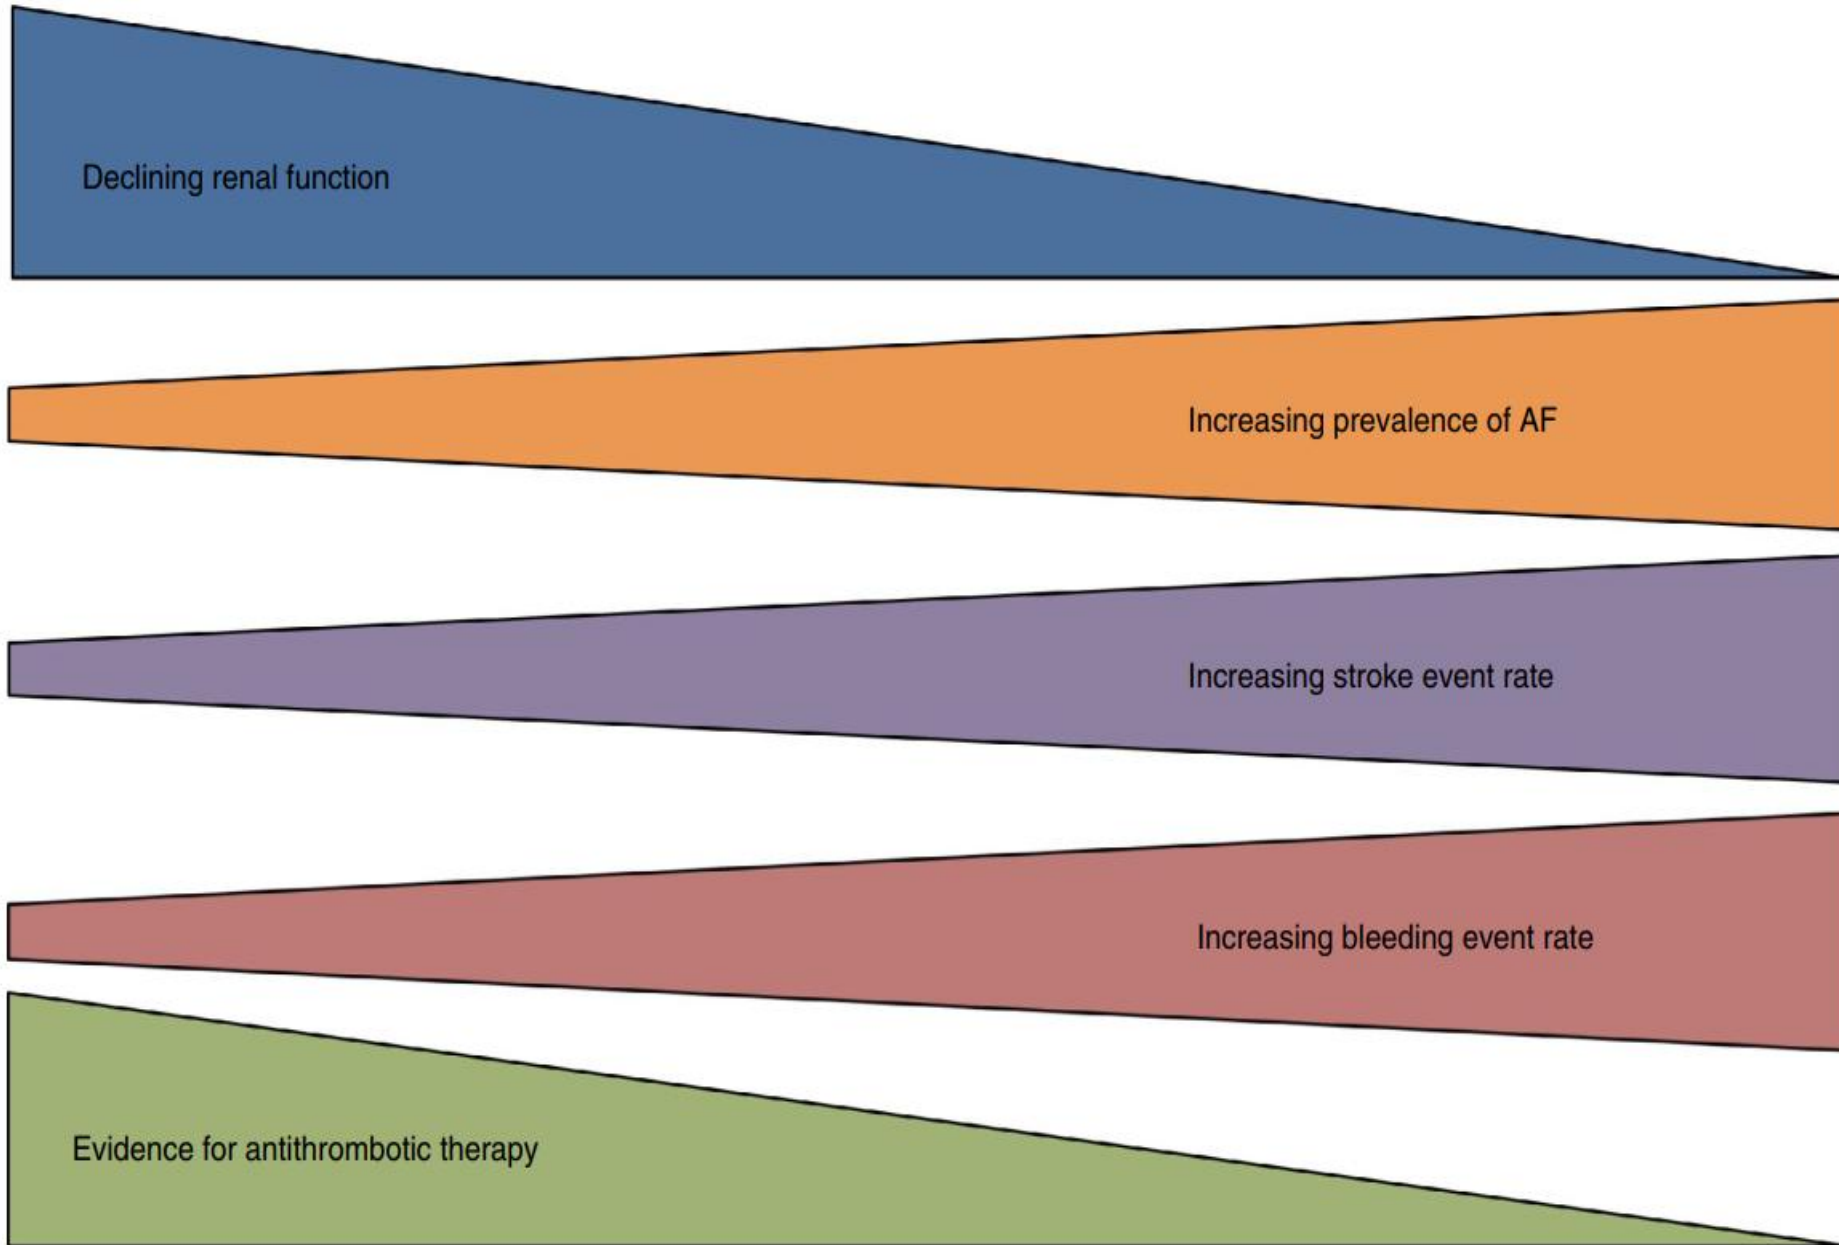 Declining renal function
Increasing prevalence of AF
Increasing stroke event rate
Increasing bleeding event rate
Evidence for antithrombotic therapy